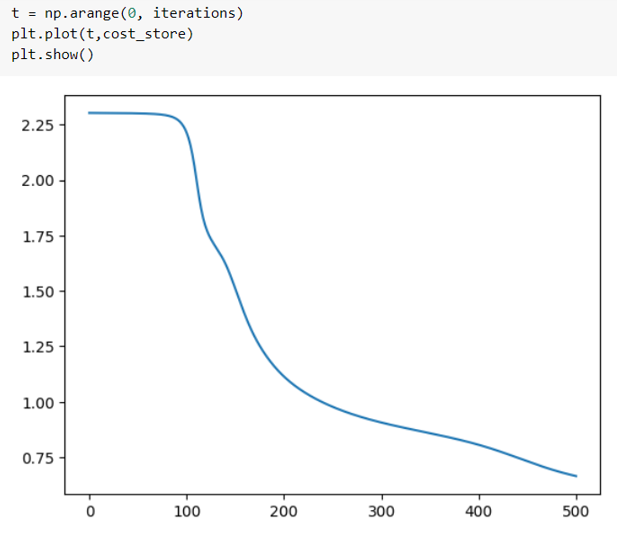 t = np.arange(0, iterations)
plt.plot(t,cost_store)
plt.show()
2.25
2.00
1.75
1.50
1.25
1.00
0.75
0 100 200 300 400 500